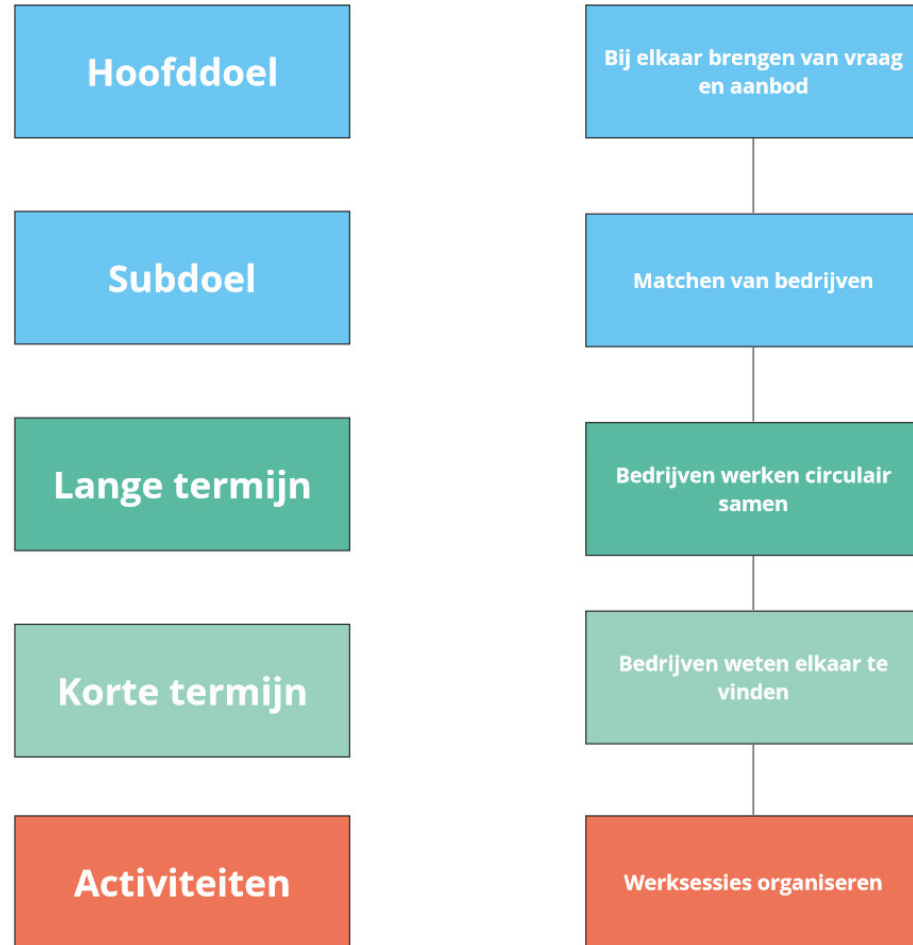 Hoofddoel
Bij elkaar brengen van vraag
en aanbod
Subdoel
Matchen van bedrijven
Lange termijn
Bedrijven werken circulair
samen
Korte termijn
Bedrijven weten elkaar te
vinden
Activiteiten
Werksessies organiseren